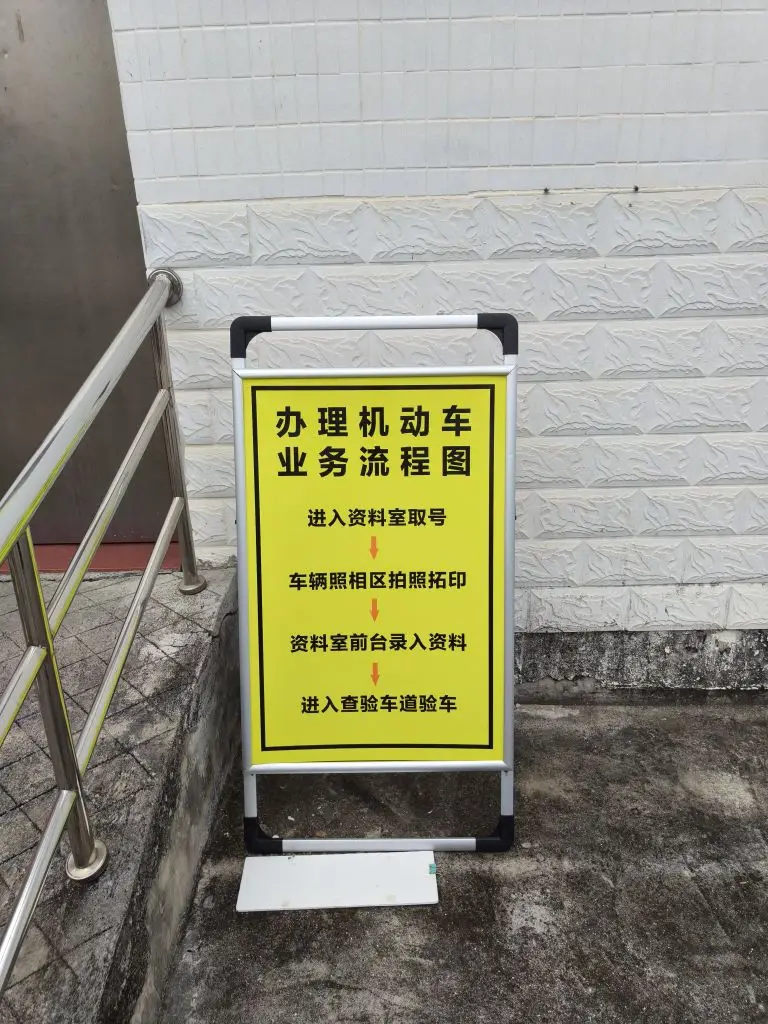 办理机动车
业务流程图
进入资料室取号
车辆照相区拍照拓印
资料室前台录入资料
进入查验车道验车